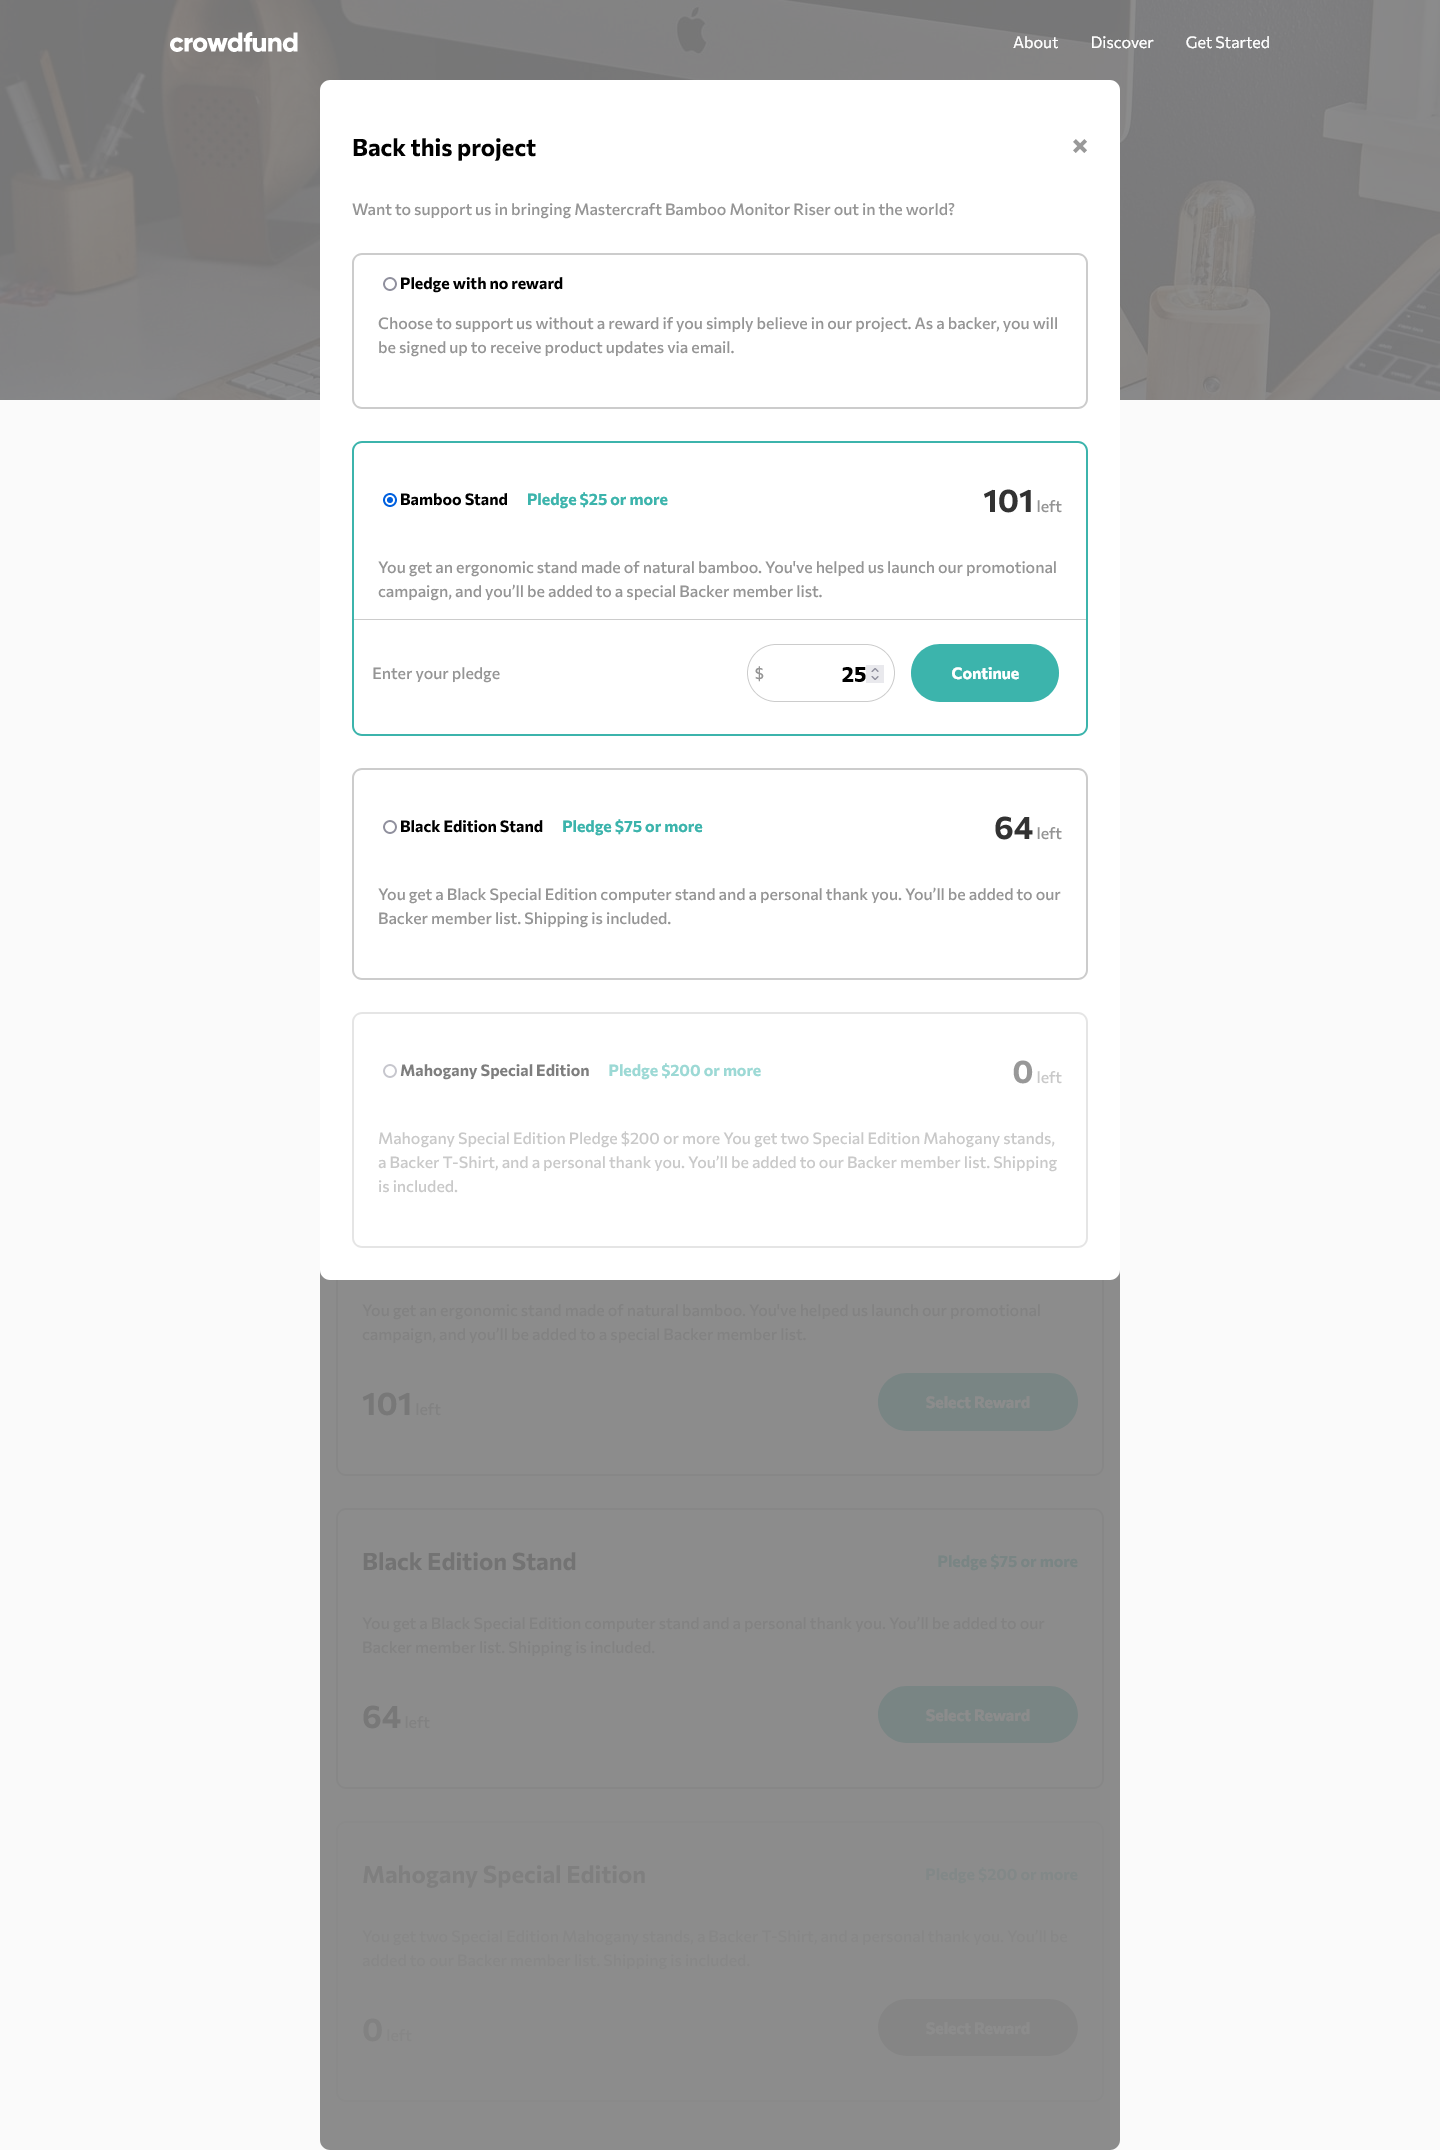 crowdfund
About
Discover
Get Started
Back this project
Want to support us in bringing Mastercraft Bamboo Monitor Riser out in the world?
Pledge with no reward
Choose to support us without a reward if you simply believe in our project. As a backer, you will
be signed up to receive product updates via email.
Bamboo Stand Pledge $25 or more
101 left
You get an ergonomic stand made of natural bamboo. You've helped us launch our promotional
campaign, and you’ll be added to a special Backer member list.
Enter your pledge
$ 25
Continue
Black Edition Stand Pledge $75 or more
64 left
You get a Black Special Edition computer stand and a personal thank you. You’ll be added to our
Backer member list. Shipping is included.
Mahogany Special Edition Pledge $200 or more
0 left
Mahogany Special Edition Pledge $200 or more You get two Special Edition Mahogany stands,
a Backer T-Shirt, and a personal thank you. You’ll be added to our Backer member list. Shipping
is included.
You get an ergonomic stand made of natural bamboo. You've helped us launch our promotional
campaign, and you’ll be added to a special Backer member list.
101 left
Select Reward
Black Edition Stand
Pledge $75 or more
You get a Black Special Edition computer stand and a personal thank you. You’ll be added to our
Backer member list. Shipping is included.
64 left
Select Reward
Mahogany Special Edition
Pledge $200 or more
You get two Special Edition Mahogany stands, a Backer T-Shirt, and a personal thank you. You’ll be
added to our Backer member list. Shipping is included.
0 left
Select Reward